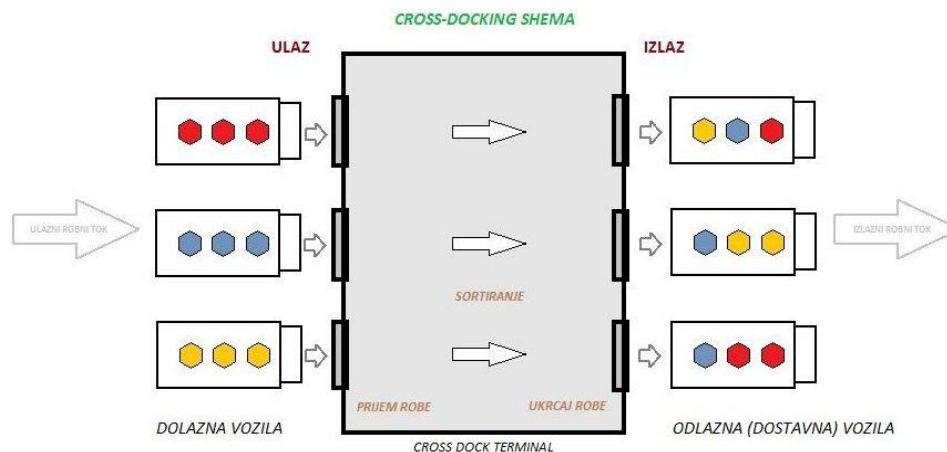 CROSS-DOCKING SHEMA
ULAZ
IZLAZ
ULAZNI ROBNI TOK
IZLAZNI ROBNI TOK
SORTIRANJE
PRIJEM ROBE
UKRCAJ ROBE
DOLAZNA VOZILA
ODLAZNA (DOSTAVNA) VOZILA
CROSS DOCK TERMINAL